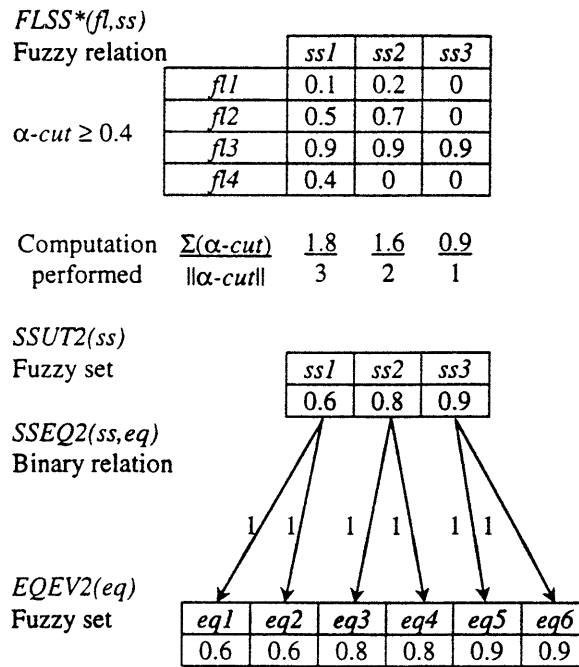 FLSS*(fl,ss)
Fuzzy relation
ss1 ss2 ss3
fl1 0.1 0.2 0
fl2 0.5 0.7 0
α-cut ≥ 0.4
fl3 0.9 0.9 0.9
fl4 0.4 0 0
Computation Σ(α-cut) 1.8 1.6 0.9
performed ||α-cut|| 3 2 1
SSUT2(ss)
Fuzzy set
ss1 ss2 ss3
0.6 0.8 0.9
SSEQ2(ss,eq)
Binary relation
1 1 1 1 1 1
EQEV2(eq)
Fuzzy set
eq1 eq2 eq3 eq4 eq5 eq6
0.6 0.6 0.8 0.8 0.9 0.9